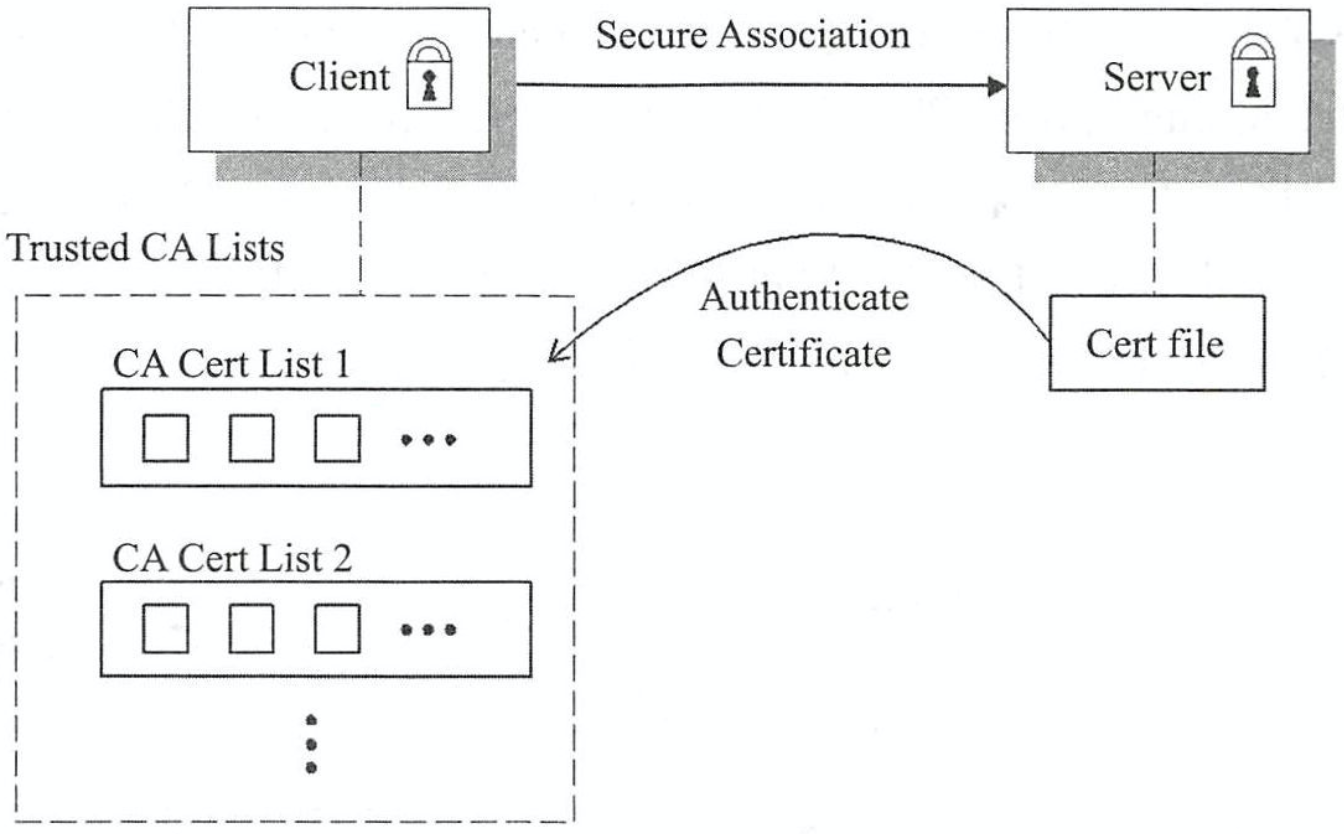 Secure Association
Client
Server
Trusted CA Lists
Authenticate
Certificate
Cert file
CA Cert List 1
CA Cert List 2